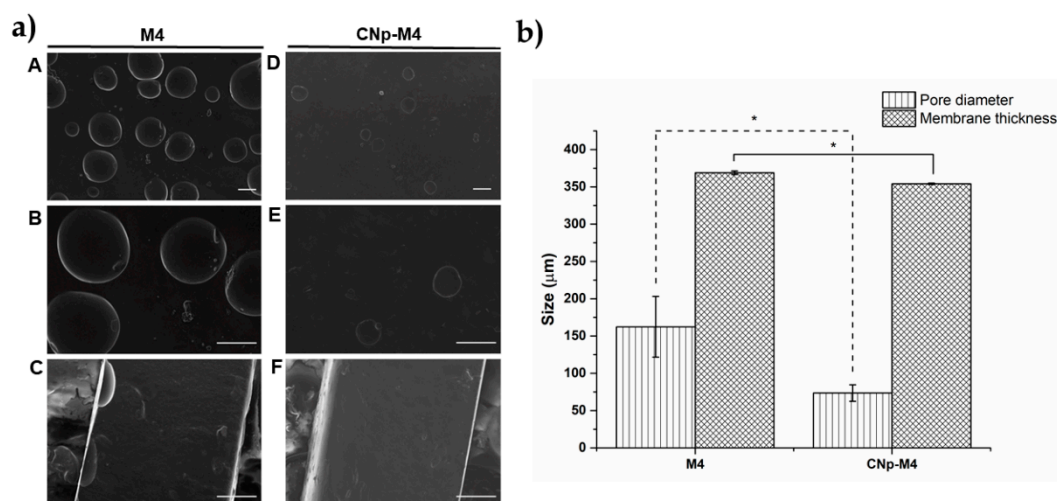 a)
M4
CNp-M4
A
D
B
E
C
F
b)
Pore diameter
Membrane thickness
*
*
400
350
300
250
200
150
100
50
0
Size (μm)
M4
CNp-M4